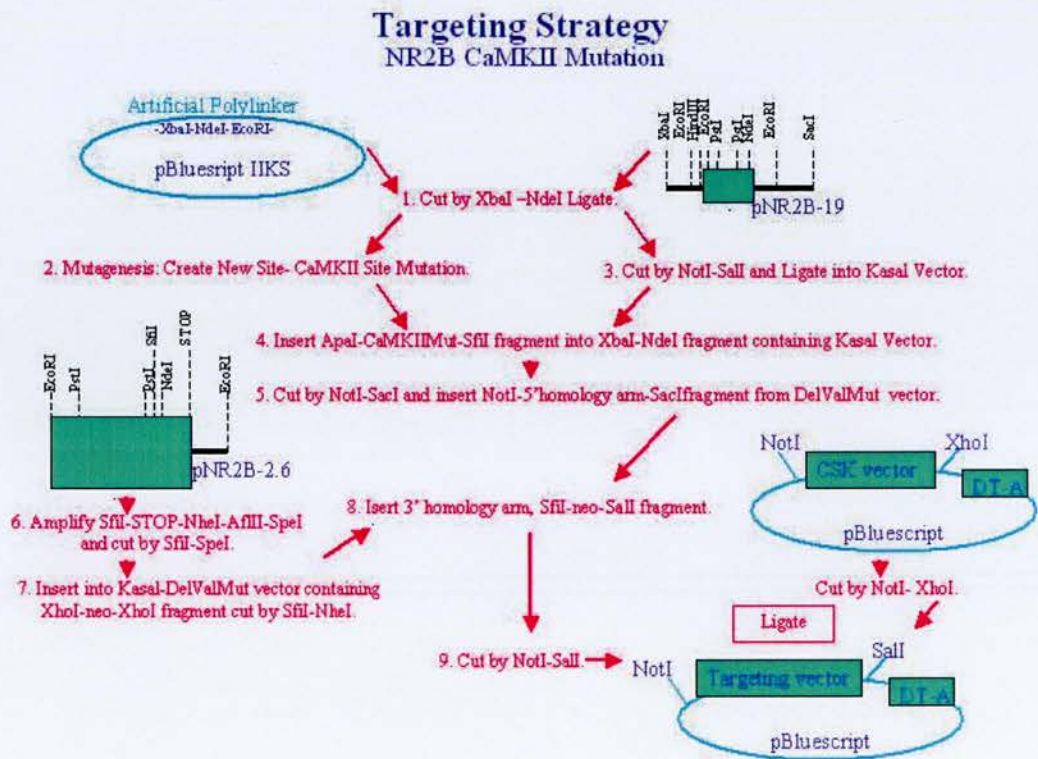 Targeting Strategy
NR2B CaMKII Mutation
Artificial Polylinker
-XbaI-NdeI-EcoRI-
pBluesript IIKS
XbaI
EcoRI
HindIII
EcoRI
PstI
PstI
NdeI
EcoRI
SacI
pNR2B-19
1. Cut by XbaI –NdeI Ligate.
2. Mutagenesis: Create New Site- CaMKII Site Mutation.
3. Cut by NotI-SalI and Ligate into Kasal Vector.
4. Insert ApaI-CaMKIIMut-SfiI fragment into XbaI-NdeI fragment containing Kasal Vector.
5. Cut by NotI-SacI and insert NotI-5'homology arm-SacIfragment from DelValMut vector.
EcoRI
PstI
PstI
SfiI
NdeI
STOP
EcoRI
pNR2B-2.6
6. Amplify SfiI-STOP-NheI-AflII-SpeI
and cut by SfiI-SpeI.
7. Insert into Kasal-DelValMut vector containing
XhoI-neo-XhoI fragment cut by SfiI-NheI.
8. Isert 3' homology arm, SfiI-neo-SalI fragment.
NotI
CSK vector
XhoI
DT-A
pBluescript
Cut by NotI- XhoI.
Ligate
9. Cut by NotI-SalI.
NotI
Targeting vector
SalI
DT-A
pBluescript